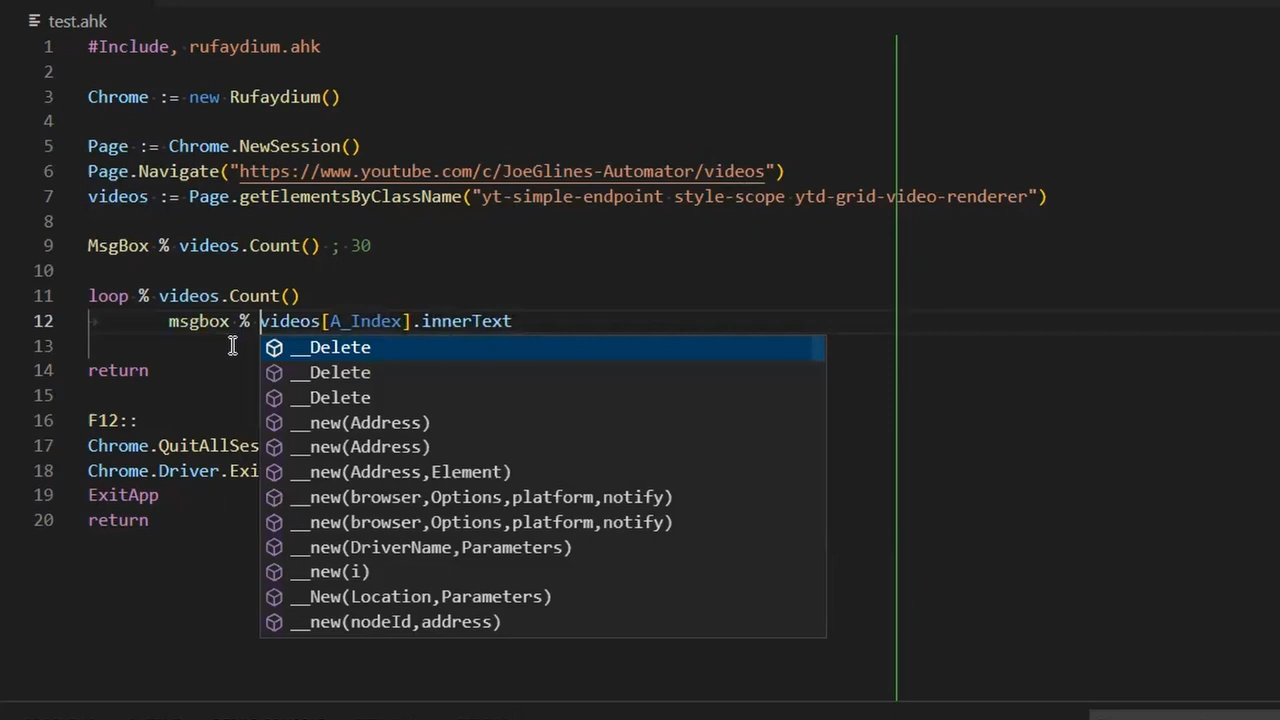 test.ahk
1 #Include, rufaydium.ahk
2
3 Chrome := new Rufaydium()
4
5 Page := Chrome.NewSession()
6 Page.Navigate("https://www.youtube.com/c/JoeGlines-Automator/videos")
7 videos := Page.getElementsByClassName("yt-simple-endpoint style-scope ytd-grid-video-renderer")
8
9 MsgBox % videos.Count() ; 30
10
11 loop % videos.Count()
12 msgbox % videos[A_Index].innerText
13 __Delete
14 return __Delete
15 __Delete
16 F12:: __new(Address)
17 Chrome.QuitAllSes __new(Address)
18 Chrome.Driver.Exi __new(Address,Element)
19 ExitApp __new(browser,Options,platform,notify)
20 return __new(browser,Options,platform,notify)
__new(DriverName,Parameters)
__new(i)
__New(Location,Parameters)
__new(nodeId,address)